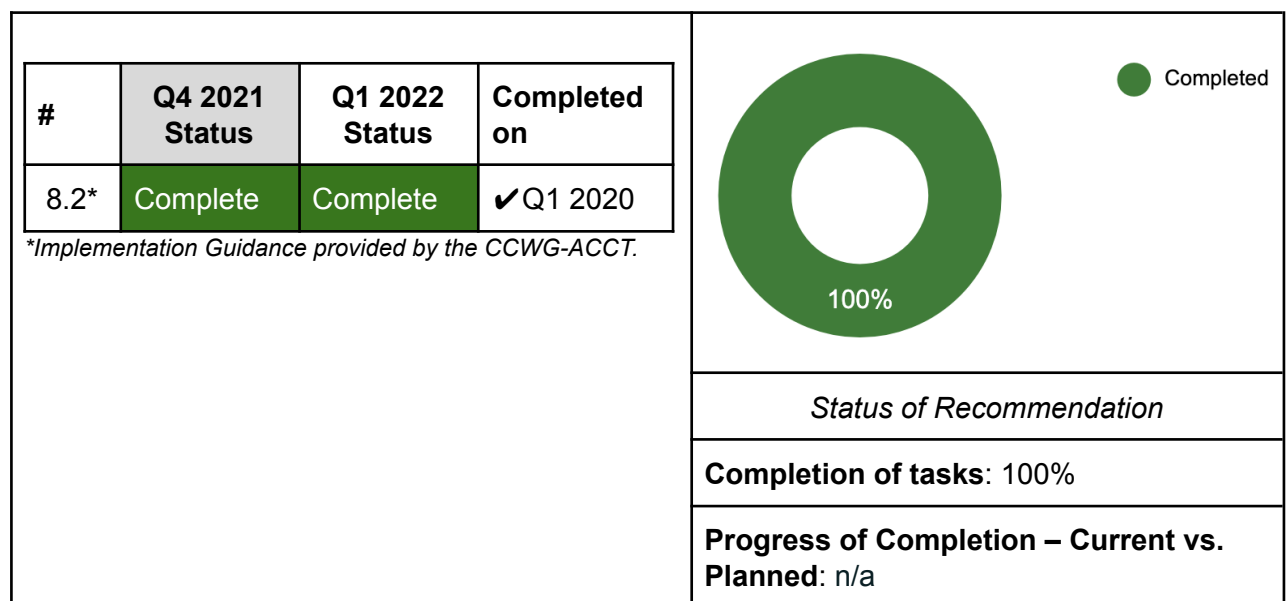 # Q4 2021 Status Q1 2022 Status Completed on
8.2* Complete Complete ✔Q1 2020
*Implementation Guidance provided by the CCWG-ACCT.
Completed
100%
Status of Recommendation
Completion of tasks: 100%
Progress of Completion – Current vs.
Planned: n/a